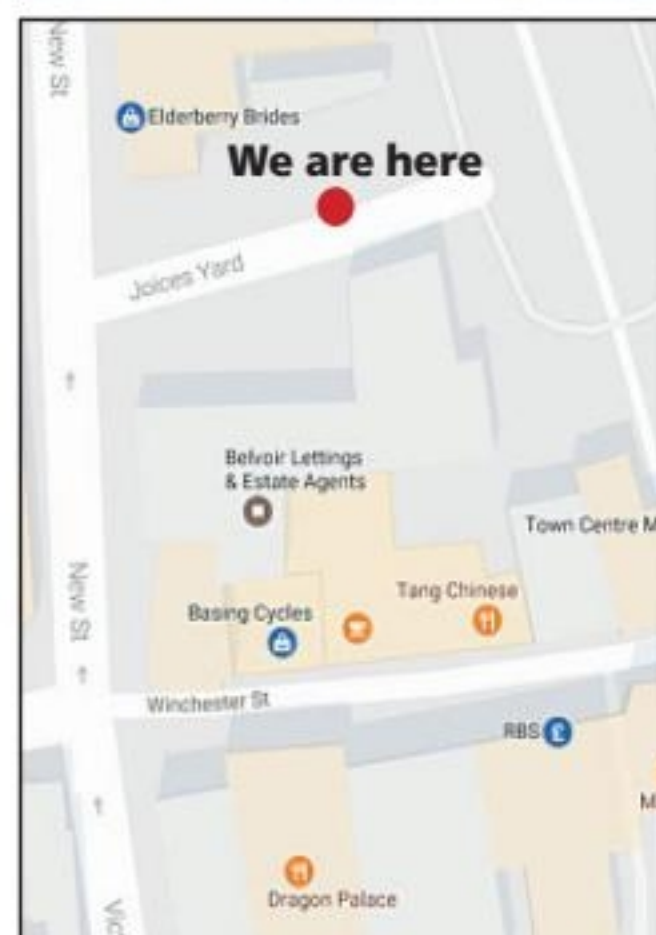 New St
Elderberry Brides
We are here
Joices Yard
Belvoir Lettings
& Estate Agents
Town Centre M
Tang Chinese
New St
Basing Cycles
Winchester St
RBS
M
Dragon Palace
Vic